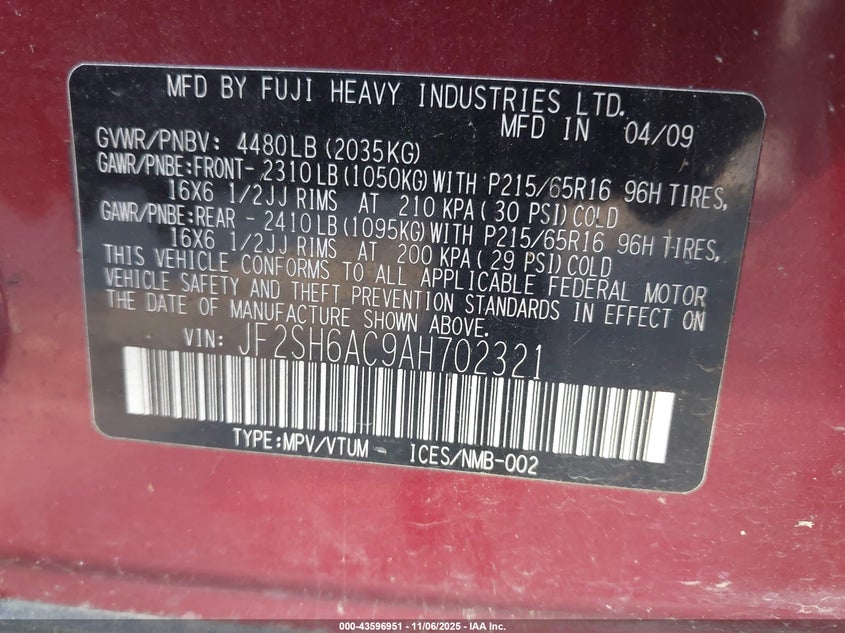 MFD BY FUJI HEAVY INDUSTRIES LTD.
MFD IN 04/09
GVWR/PNBV: 4480LB(2035KG)
GAWR/PNBE:FRONT-2310LB(1050KG)WITH P215/65R16 96H TIRES,
16X6 1/2JJ RIMS AT 210 KPA(30 PSI)COLD
GAWR/PNBE:REAR -2410LB(1095KG)WITH P215/65R16 96H TIRES,
16X6 1/2JJ RIMS AT 200 KPA(29 PSI)COLD
THIS VEHICLE CONFORMS TO ALL APPLICABLE FEDERAL MOTOR
VEHICLE SAFETY AND THEFT PREVENTION STANDARDS IN EFFECT ON
THE DATE OF MANUFACTURE SHOWN ABOVE.
VIN: JF2SH6AC9AH702321
TYPE:MPV/VTUM - ICES/NMB-002
000-43596951 - 11/06/2025 - IAA Inc.